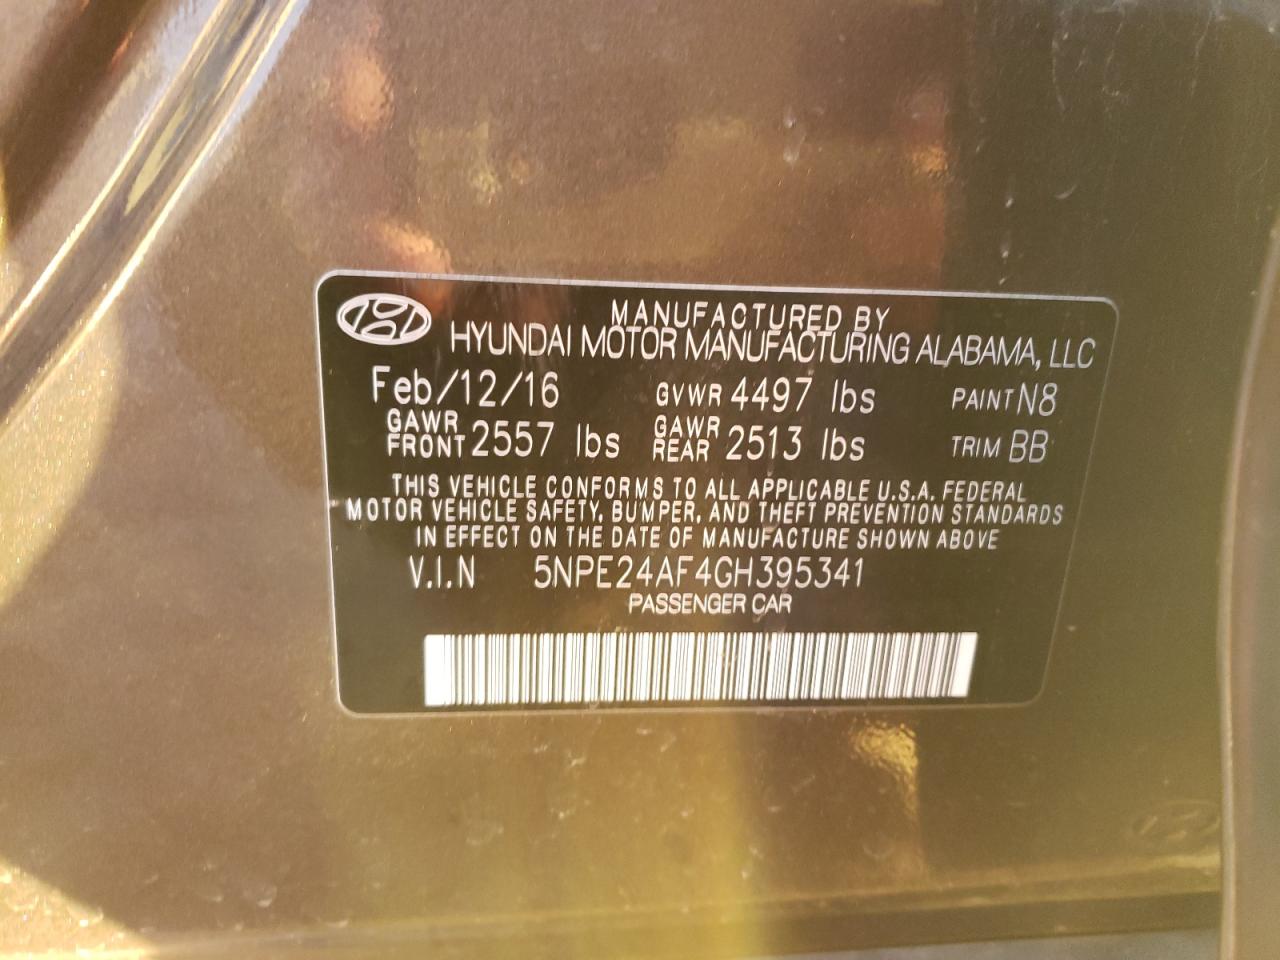 MANUFACTURED BY
HYUNDAI MOTOR MANUFACTURING ALABAMA, LLC
Feb/12/16 GVWR 4497 lbs PAINT N8
GAWR FRONT 2557 lbs GAWR REAR 2513 lbs TRIM BB
THIS VEHICLE CONFORMS TO ALL APPLICABLE U.S.A. FEDERAL
MOTOR VEHICLE SAFETY, BUMPER, AND THEFT PREVENTION STANDARDS
IN EFFECT ON THE DATE OF MANUFACTURE SHOWN ABOVE
V.I.N 5NPE24AF4GH395341
PASSENGER CAR